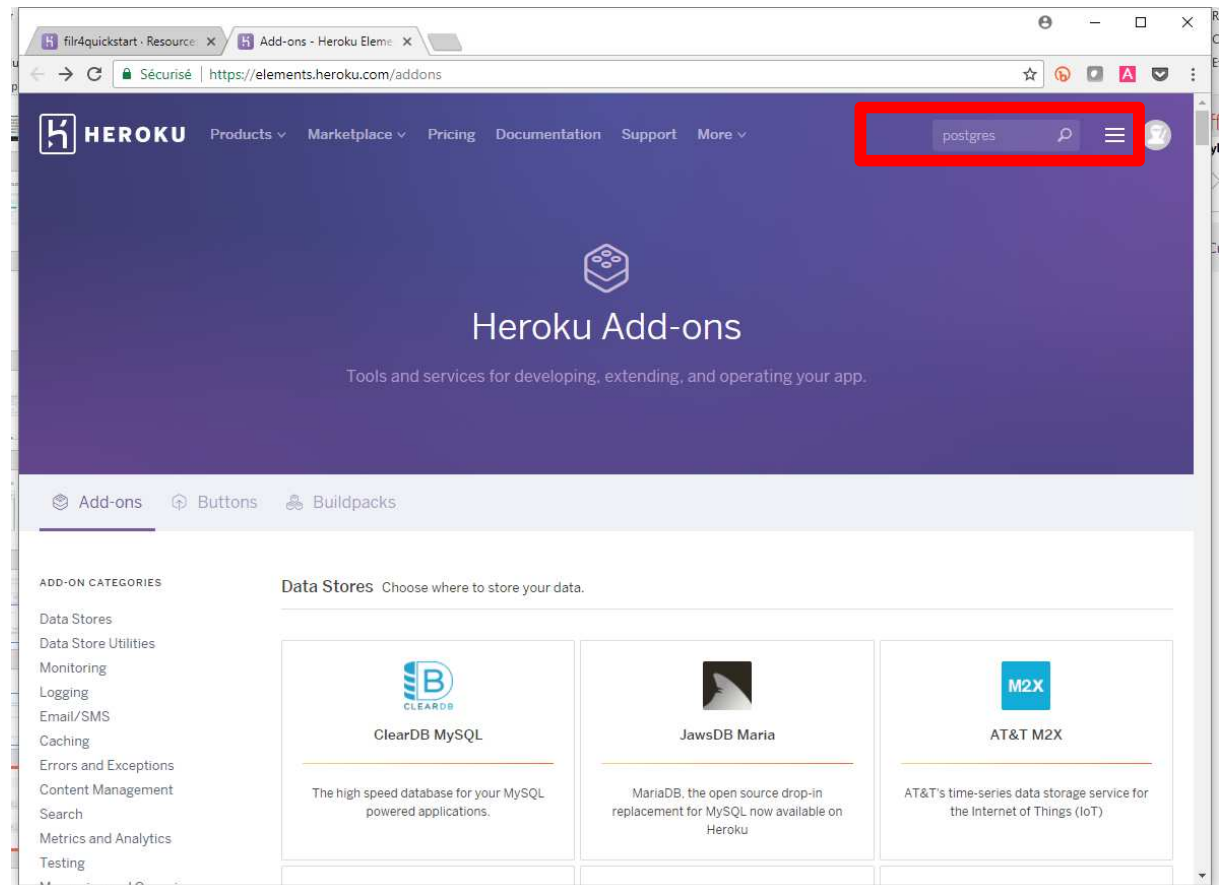 filr4quickstart · Resource
Add-ons - Heroku Eleme
Sécurisé https://elements.heroku.com/addons
HEROKU Products Marketplace Pricing Documentation Support More postgres
Heroku Add-ons
Tools and services for developing, extending, and operating your app.
Add-ons Buttons Buildpacks
ADD-ON CATEGORIES
Data Stores
Data Store Utilities
Monitoring
Logging
Email/SMS
Caching
Errors and Exceptions
Content Management
Search
Metrics and Analytics
Testing
Data Stores Choose where to store your data.
CLEARDB
ClearDB MySQL
The high speed database for your MySQL
powered applications.
JawsDB Maria
MariaDB, the open source drop-in
replacement for MySQL now available on
Heroku
M2X
AT&T M2X
AT&T's time-series data storage service for
the Internet of Things (IoT)